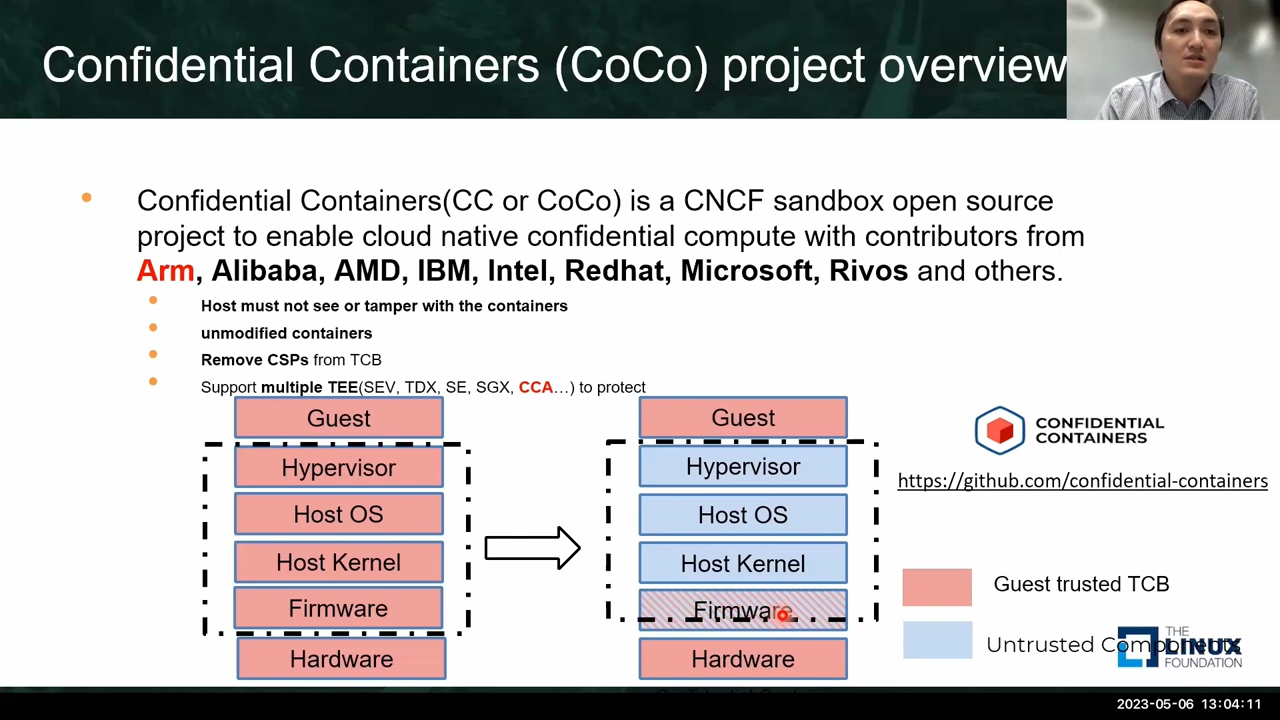 Confidential Containers (CoCo) project overview
Confidential Containers(CC or CoCo) is a CNCF sandbox open source
project to enable cloud native confidential compute with contributors from
Arm, Alibaba, AMD, IBM, Intel, Redhat, Microsoft, Rivos and others.
Host must not see or tamper with the containers
unmodified containers
Remove CSPs from TCB
Support multiple TEE(SEV, TDX, SE, SGX, CCA…) to protect
Guest
Hypervisor
Host OS
Host Kernel
Firmware
Hardware
Guest
Hypervisor
Host OS
Host Kernel
Firmware
Hardware
CONFIDENTIAL
CONTAINERS
https://github.com/confidential-containers
Guest trusted TCB
Untrusted Components
THE
LINUX
FOUNDATION
2023-05-06 13:04:11